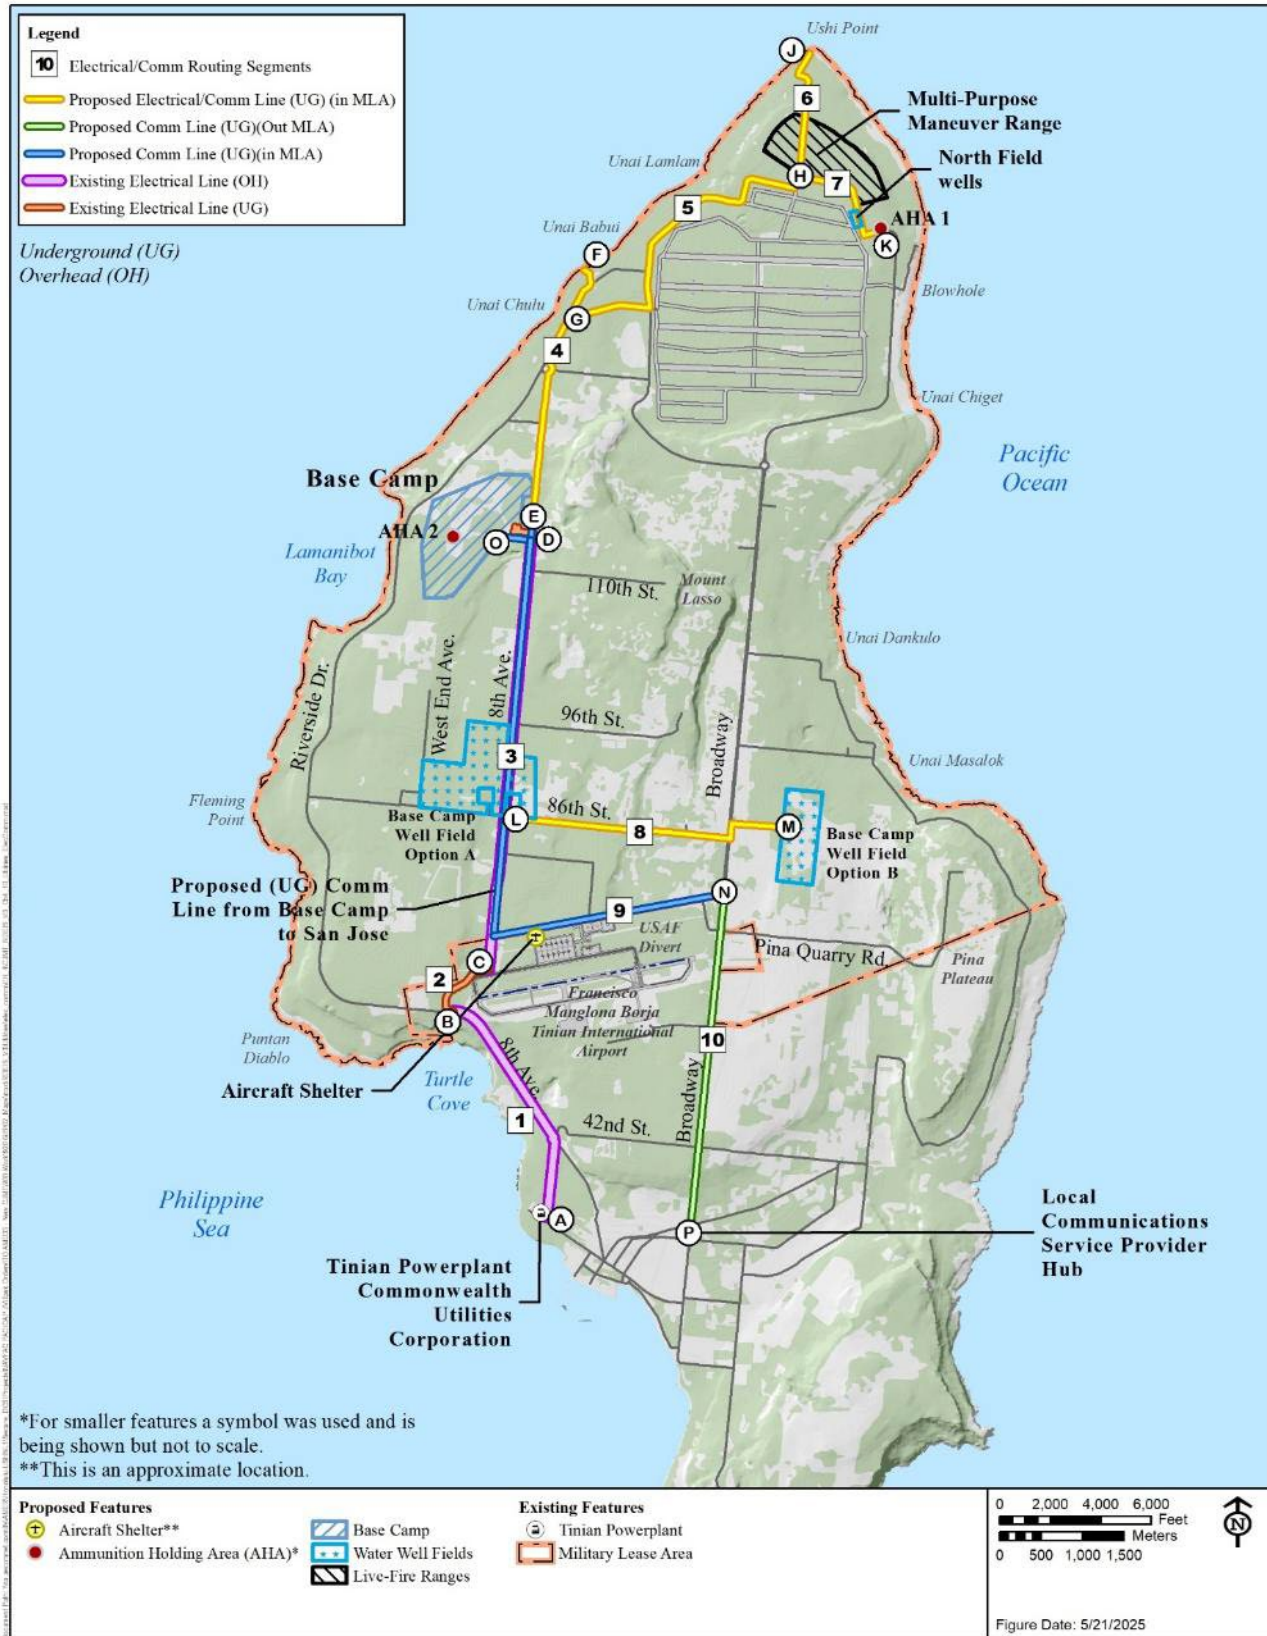 Legend
10 Electrical/Comm Routing Segments
Proposed Electrical/Comm Line (UG) (in MLA)
Proposed Comm Line (UG)(Out MLA)
Proposed Comm Line (UG)(in MLA)
Existing Electrical Line (OH)
Existing Electrical Line (UG)
Underground (UG)
Overhead (OH)
Ushi Point
J
6
Multi-Purpose
Maneuver Range
North Field
wells
Unai Lamlam
H
7
5
AHA 1
K
Unai Babui
F
Blowhole
Unai Chulu
G
4
Unai Chiget
Pacific
Ocean
Base Camp
E
AHA 2
O
D
Lamanibot
Bay
110th St.
Mount
Lasso
Unai Dankulo
Riverside Dr.
West End Ave.
8th Ave.
96th St.
Broadway
3
Unai Masalok
Fleming
Point
Base Camp
Well Field
Option A
L
86th St.
8
M
Base Camp
Well Field
Option B
Proposed (UG) Comm
Line from Base Camp
to San Jose
N
9
USAF
Divert
Pina Quarry Rd.
Pina
Plateau
C
2
Francisco
Manglona Borja
Tinian International
Airport
B
Puntan
Diablo
8th Ave.
10
Aircraft Shelter
Turtle
Cove
1
42nd St.
Broadway
Philippine
Sea
A
P
Local
Communications
Service Provider
Hub
Tinian Powerplant
Commonwealth
Utilities
Corporation
*For smaller features a symbol was used and is
being shown but not to scale.
**This is an approximate location.
Proposed Features
Aircraft Shelter**
Ammunition Holding Area (AHA)*
Base Camp
Water Well Fields
Live-Fire Ranges
Existing Features
Tinian Powerplant
Military Lease Area
0 2,000 4,000 6,000
Feet
Meters
0 500 1,000 1,500
N
Figure Date: 5/21/2025